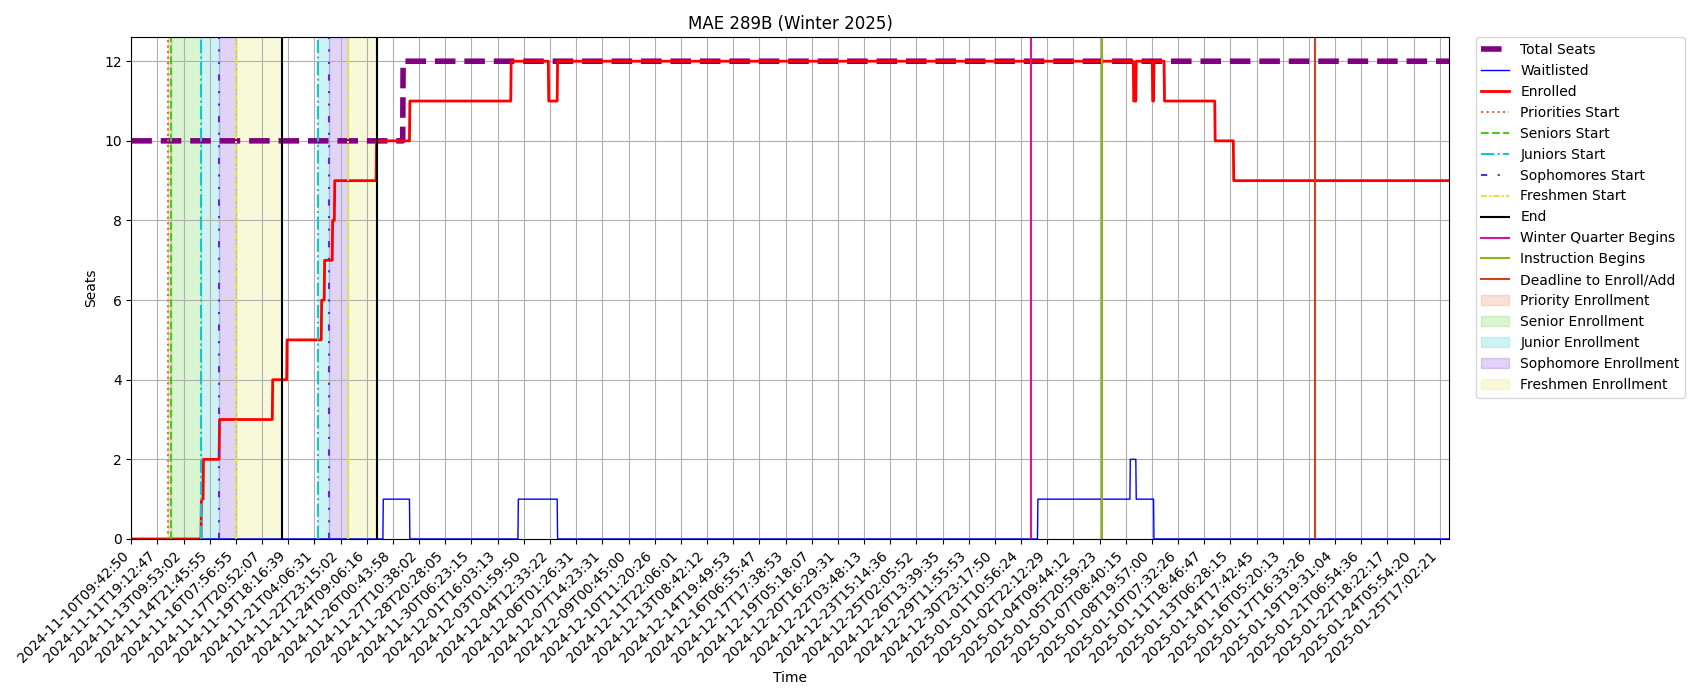 MAE 289B (Winter 2025)
Seats
12
10
8
6
4
2
0
2024-11-10T09:42:50
2024-11-11T19:12:47
2024-11-13T09:53:02
2024-11-14T21:45:55
2024-11-16T07:56:55
2024-11-17T20:52:07
2024-11-19T18:16:39
2024-11-21T04:06:31
2024-11-22T23:15:02
2024-11-24T09:06:16
2024-11-26T00:43:58
2024-11-27T10:38:02
2024-11-28T20:28:05
2024-11-30T06:23:15
2024-12-01T16:03:13
2024-12-03T01:59:50
2024-12-04T12:33:22
2024-12-06T01:26:31
2024-12-07T14:23:31
2024-12-09T00:45:00
2024-12-10T11:20:26
2024-12-11T22:06:01
2024-12-13T08:42:12
2024-12-14T19:49:53
2024-12-16T06:55:47
2024-12-17T17:38:53
2024-12-19T05:18:07
2024-12-20T16:29:31
2024-12-22T03:48:13
2024-12-23T15:14:36
2024-12-25T02:05:52
2024-12-26T13:39:35
2024-12-29T11:55:53
2024-12-30T23:17:50
2025-01-01T10:56:24
2025-01-02T22:12:29
2025-01-04T09:44:12
2025-01-05T20:59:23
2025-01-07T08:40:15
2025-01-08T19:57:00
2025-01-10T07:32:26
2025-01-11T18:46:47
2025-01-13T06:28:15
2025-01-14T17:42:45
2025-01-16T05:20:13
2025-01-17T16:33:26
2025-01-19T19:31:04
2025-01-21T06:54:36
2025-01-22T18:22:17
2025-01-24T05:54:20
2025-01-25T17:02:21
Time
Total Seats
Waitlisted
Enrolled
Priorities Start
Seniors Start
Juniors Start
Sophomores Start
Freshmen Start
End
Winter Quarter Begins
Instruction Begins
Deadline to Enroll/Add
Priority Enrollment
Senior Enrollment
Junior Enrollment
Sophomore Enrollment
Freshmen Enrollment